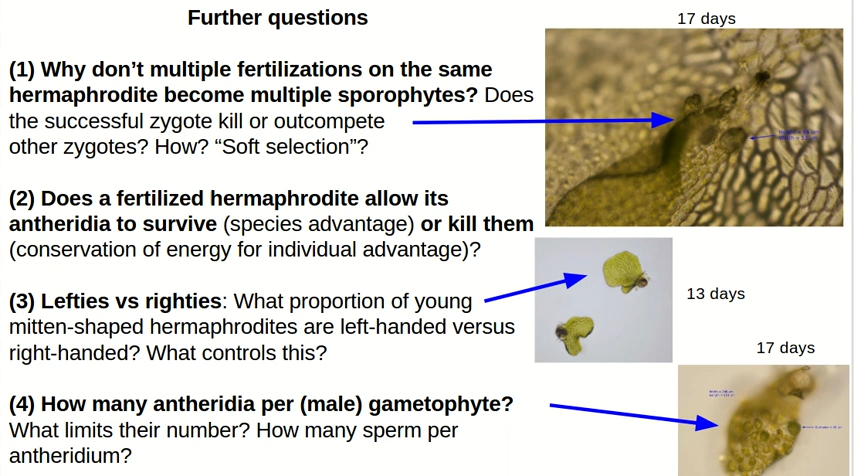 Further questions
17 days
(1) Why don't multiple fertilizations on the same
hermaphrodite become multiple sporophytes? Does
the successful zygote kill or outcompete
other zygotes? How? “Soft selection”?
(2) Does a fertilized hermaphrodite allow its
antheridia to survive (species advantage) or kill them
(conservation of energy for individual advantage)?
(3) Lefties vs righties: What proportion of young
mitten-shaped hermaphrodites are left-handed versus
right-handed? What controls this?
13 days
17 days
(4) How many antheridia per (male) gametophyte?
What limits their number? How many sperm per
antheridium?